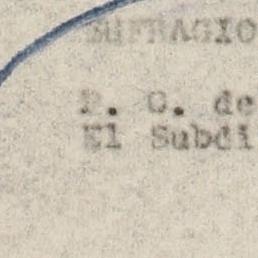 SUFRAGIO
P. O. de
El Subdi